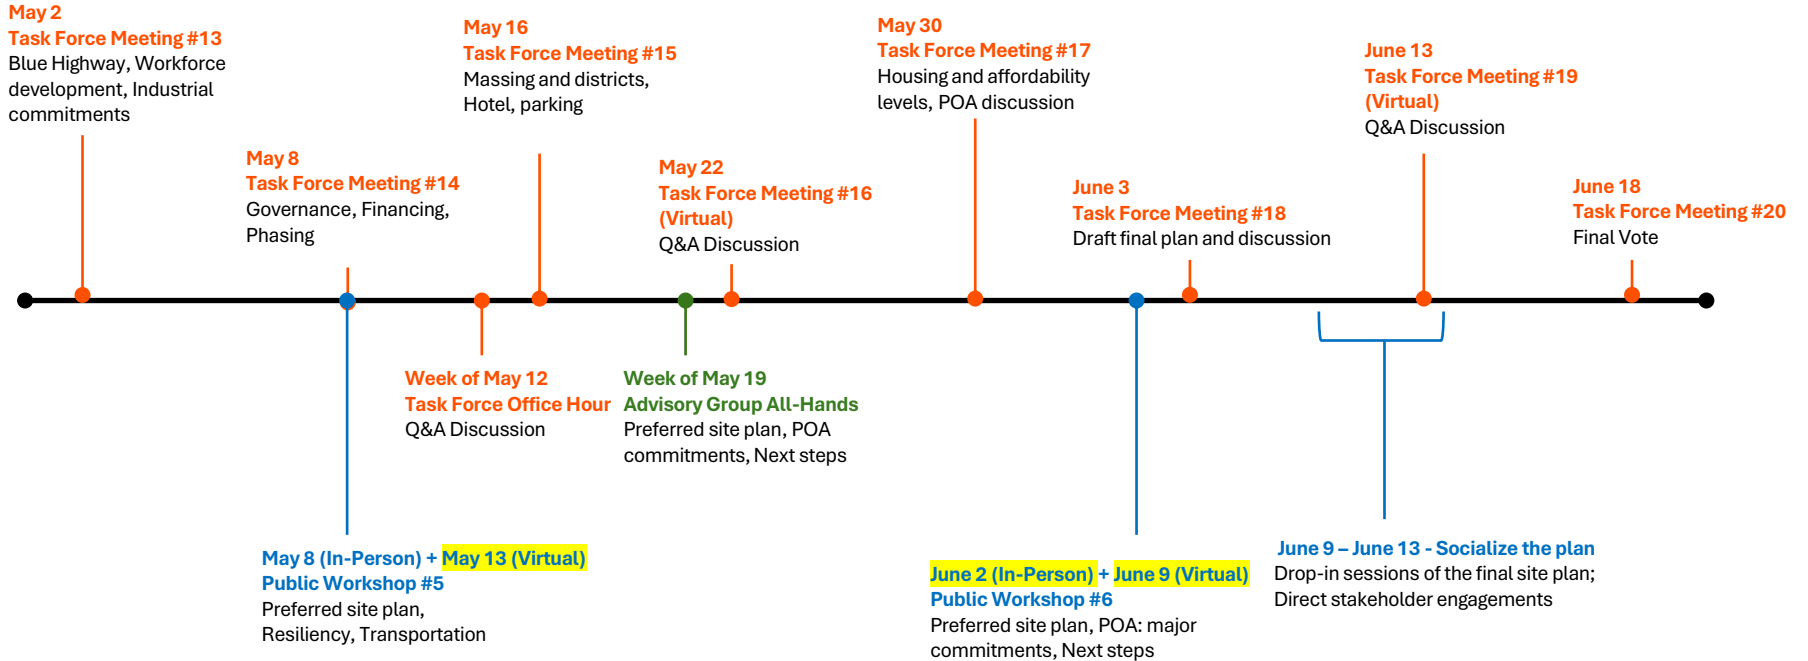 May 2
Task Force Meeting #13
Blue Highway, Workforce
development, Industrial
commitments
May 8
Task Force Meeting #14
Governance, Financing,
Phasing
May 16
Task Force Meeting #15
Massing and districts,
Hotel, parking
May 22
Task Force Meeting #16
(Virtual)
Q&A Discussion
May 30
Task Force Meeting #17
Housing and affordability
levels, POA discussion
June 3
Task Force Meeting #18
Draft final plan and discussion
June 13
Task Force Meeting #19
(Virtual)
Q&A Discussion
June 18
Task Force Meeting #20
Final Vote
Week of May 12
Task Force Office Hour
Q&A Discussion
Week of May 19
Advisory Group All-Hands
Preferred site plan, POA
commitments, Next steps
May 8 (In-Person) + May 13 (Virtual)
Public Workshop #5
Preferred site plan,
Resiliency, Transportation
June 2 (In-Person) + June 9 (Virtual)
Public Workshop #6
Preferred site plan, POA: major
commitments, Next steps
June 9 – June 13 - Socialize the plan
Drop-in sessions of the final site plan;
Direct stakeholder engagements